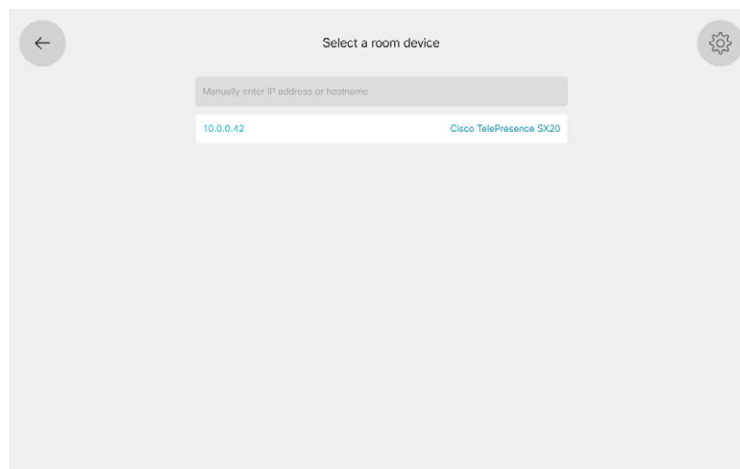 Select a room device
Manually enter IP address or hostname
10.0.0.42 Cisco TelePresence SX20